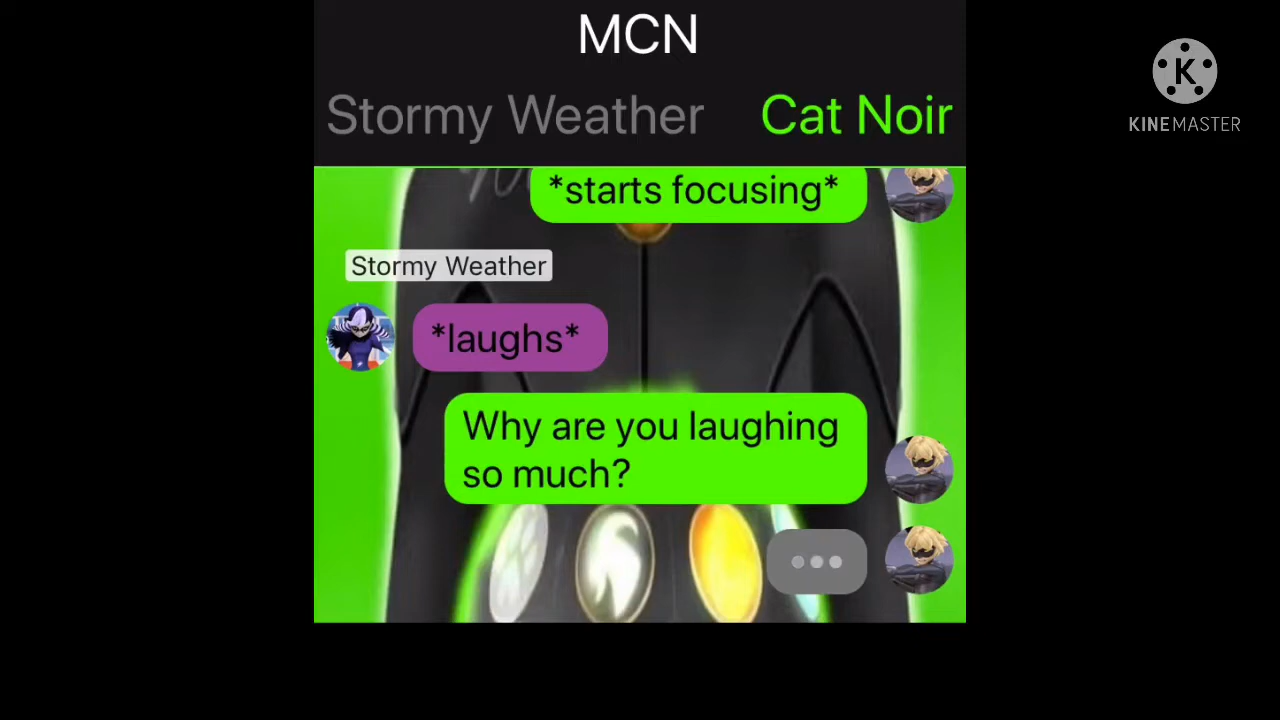 MCN
Stormy Weather
Cat Noir
*starts focusing*
Stormy Weather
*laughs*
Why are you laughing
so much?
K
KINEMASTER